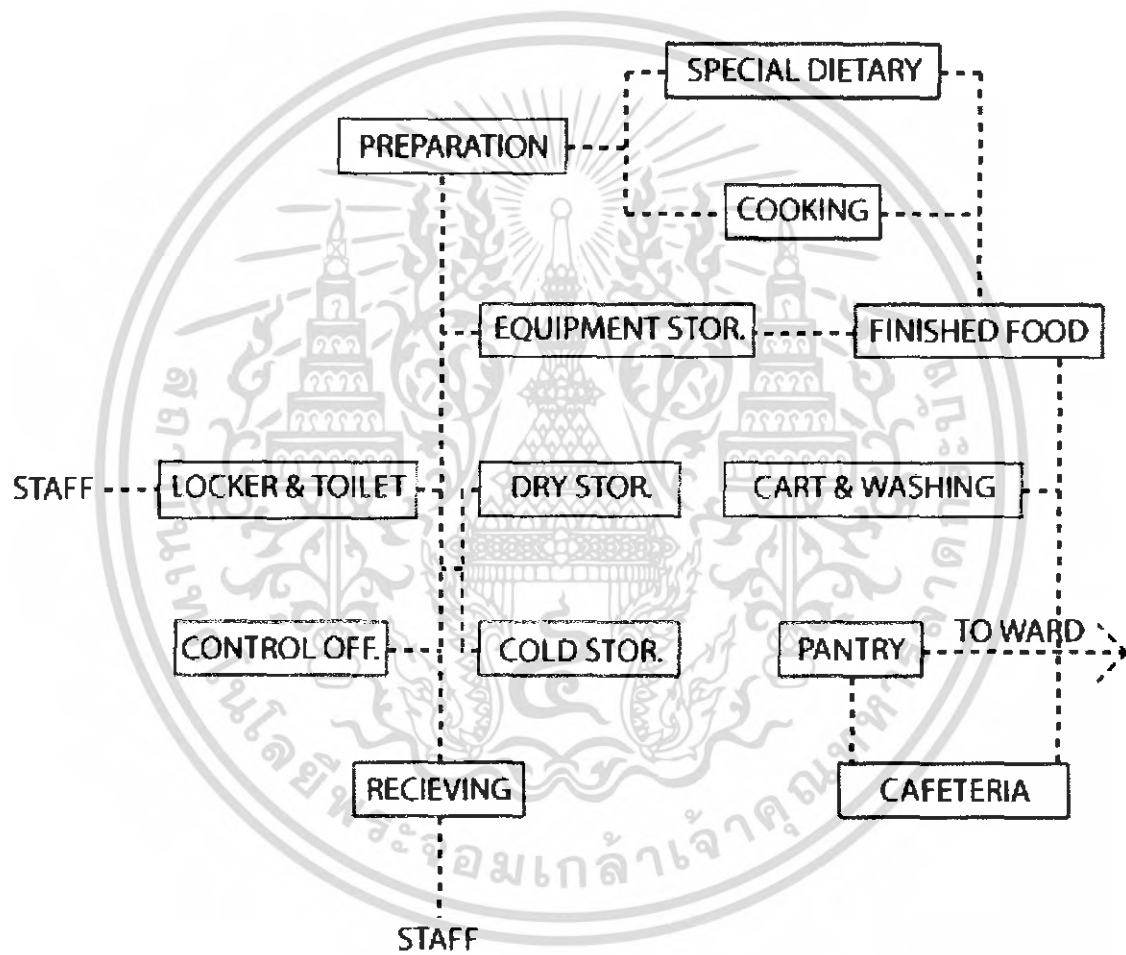 SPECIAL DIETARY
PREPARATION
COOKING
EQUIPMENT STOR.
FINISHED FOOD
STAFF
LOCKER & TOILET
DRY STOR.
CART & WASHING
CONTROL OFF.
COLD STOR.
PANTRY
TO WARD
RECIEVING
CAFETERIA
STAFF